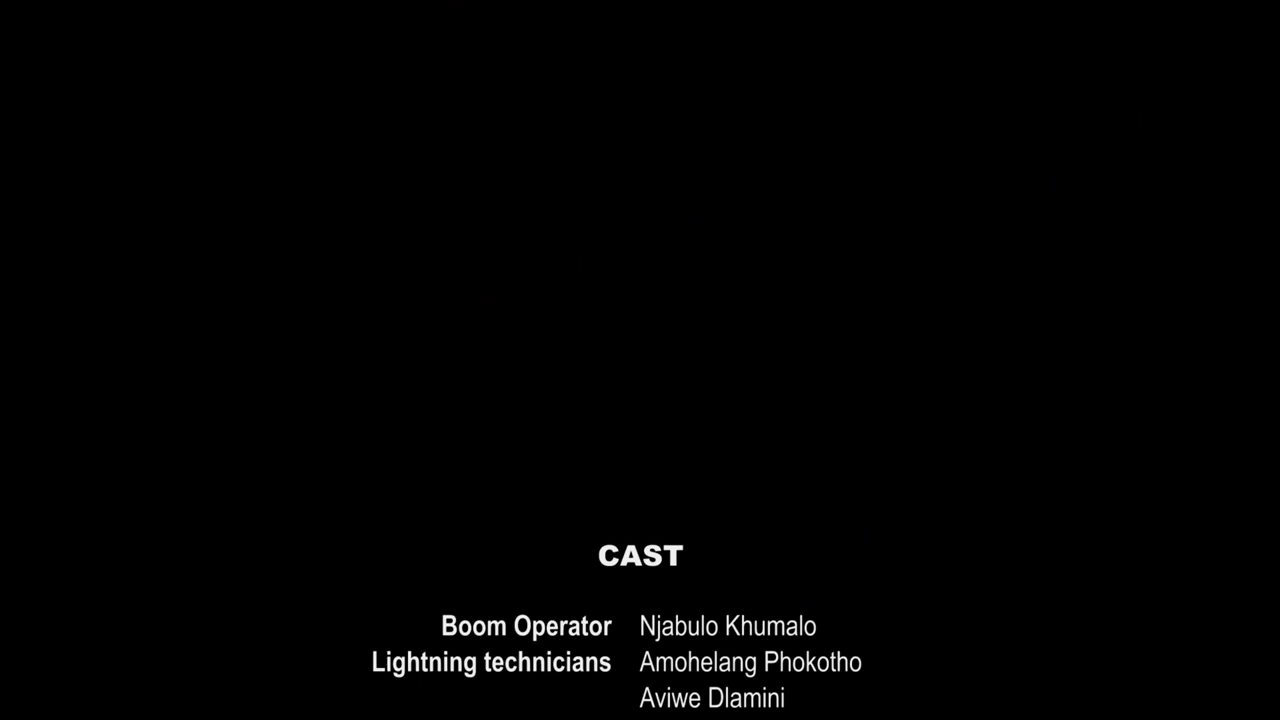 CAST
Boom Operator Njabulo Khumalo
Lightning technicians Amohelang Phokotho
Aviwe Dlamini